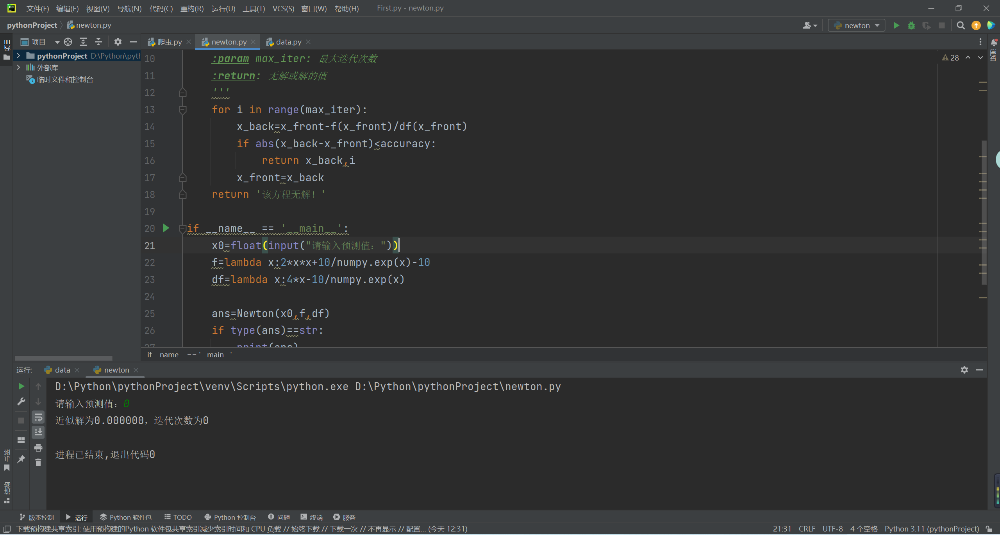 文件(F) 编辑(E) 视图(V) 导航(N) 代码(C) 重构(R) 运行(U) 工具(T) VCS(S) 窗口(W) 帮助(H) First.py - newton.py
pythonProject newton.py newton
项目 爬虫.py newton.py data.py
项目
通知
pythonProject D:\Python\pyth
外部库
临时文件和控制台
28
10 :param max_iter: 最大迭代次数
11 :return: 无解或解的值
12 '''
13 for i in range(max_iter):
14 x_back=x_front-f(x_front)/df(x_front)
15 if abs(x_back-x_front)<accuracy:
16 return x_back,i
17 x_front=x_back
18 return '该方程无解！'
19
20 if __name__ == '__main__':
21 x0=float(input("请输入预测值："))
22 f=lambda x:2*x*x+10/numpy.exp(x)-10
23 df=lambda x:4*x-10/numpy.exp(x)
24
25 ans=Newton(x0,f,df)
26 if type(ans)==str:
27 print(ans)
if __name__ == '__main__'
运行: data newton
D:\Python\pythonProject\venv\Scripts\python.exe D:\Python\pythonProject\newton.py
请输入预测值：0
近似解为0.000000，迭代次数为0
进程已结束,退出代码0
书签
结构
版本控制 运行 Python 软件包 TODO Python 控制台 问题 终端 服务
下载预构建共享索引: 使用预构建的Python 软件包共享索引减少索引时间和 CPU 负载 // 始终下载 // 下载一次 // 不再显示 // 配置... (今天 12:31) 21:31 CRLF UTF-8 4 个空格 Python 3.11 (pythonProject)